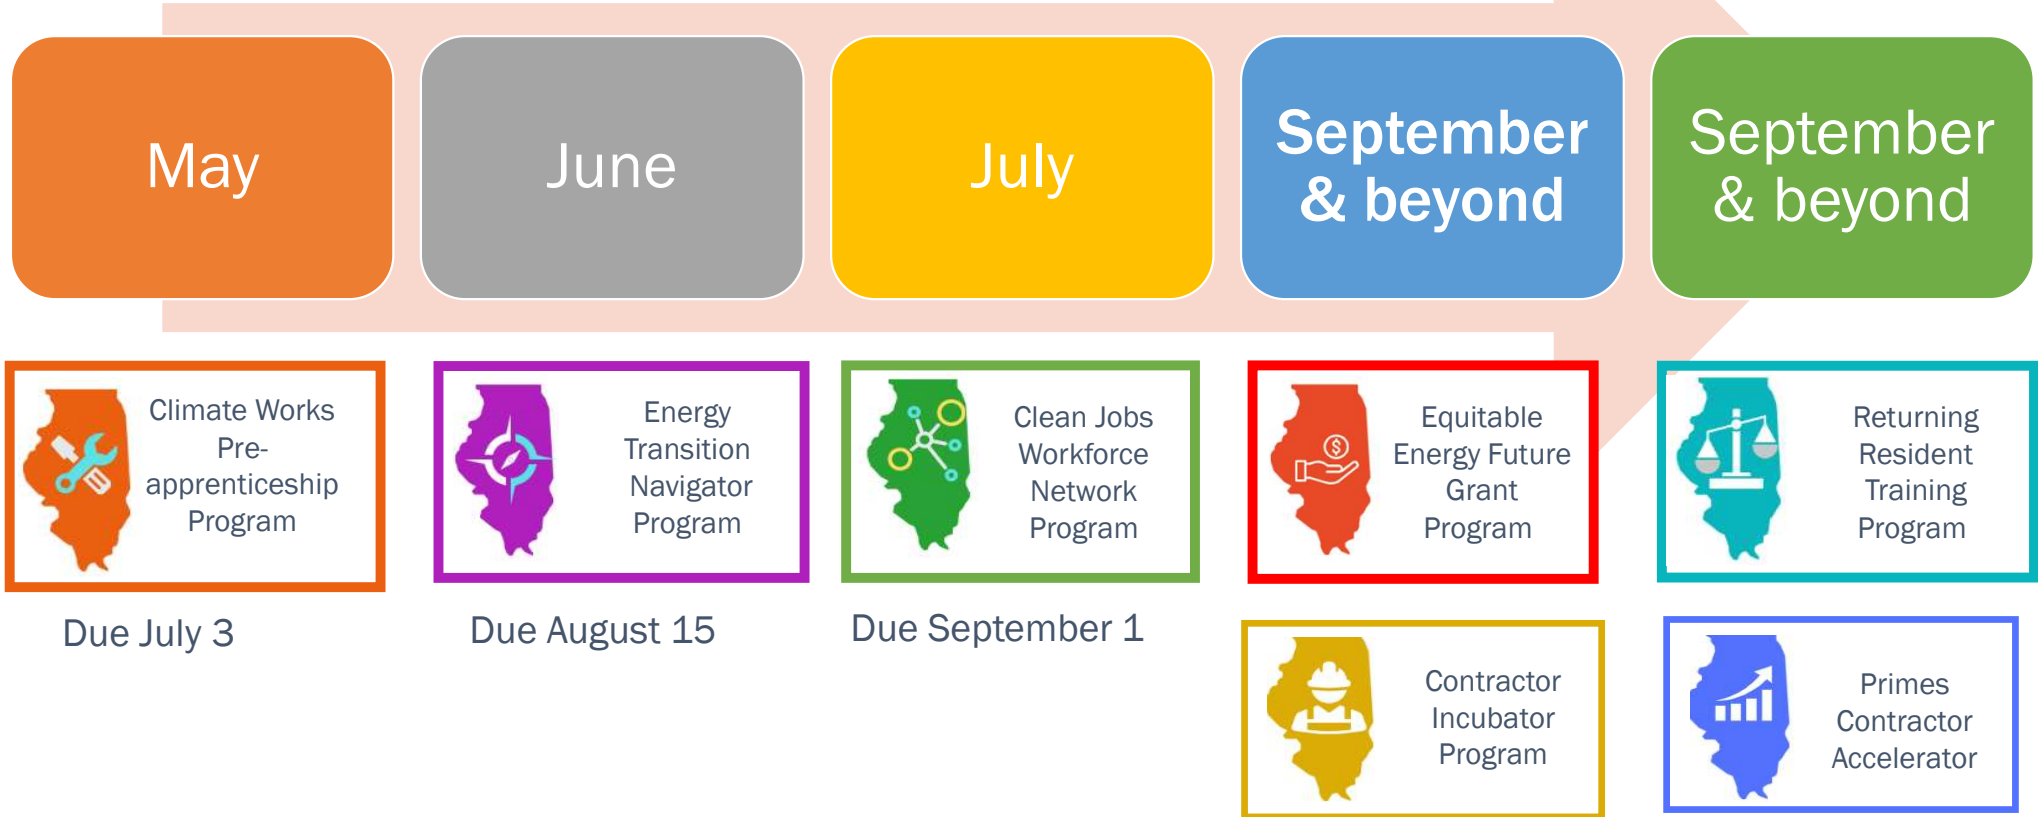 May
June
July
September
& beyond
September
& beyond
Climate Works
Pre-
apprenticeship
Program
Due July 3
Energy
Transition
Navigator
Program
Due August 15
Clean Jobs
Workforce
Network
Program
Due September 1
Equitable
Energy Future
Grant
Program
Contractor
Incubator
Program
Returning
Resident
Training
Program
Primes
Contractor
Accelerator